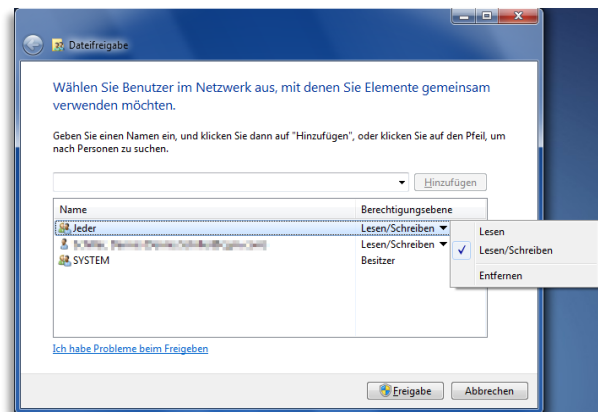 Dateifreigabe
Wählen Sie Benutzer im Netzwerk aus, mit denen Sie Elemente gemeinsam
verwenden möchten.
Geben Sie einen Namen ein, und klicken Sie dann auf "Hinzufügen", oder klicken Sie auf den Pfeil, um
nach Personen zu suchen.
Hinzufügen
Name Berechtigungsebene
Jeder Lesen/Schreiben
Lesen/Schreiben
SYSTEM Besitzer
Lesen
Lesen/Schreiben
Entfernen
Ich habe Probleme beim Freigeben
Freigabe Abbrechen